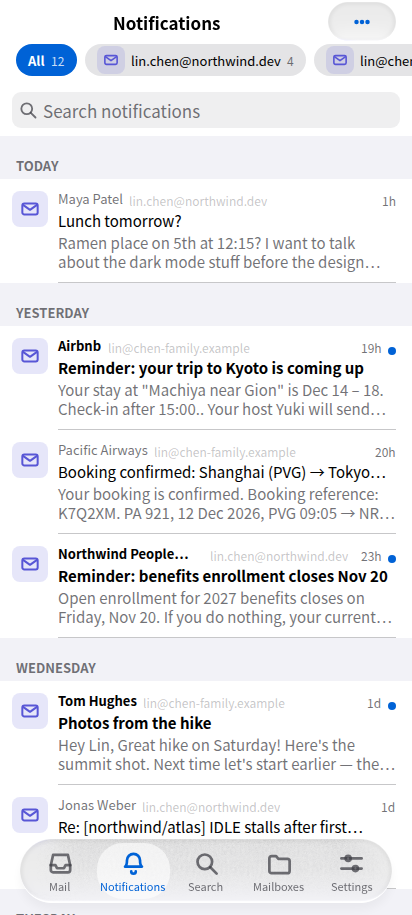 Notifications
All 12
lin.chen@northwind.dev 4
lin@che
Search notifications
TODAY
Maya Patel lin.chen@northwind.dev 1h
Lunch tomorrow?
Ramen place on 5th at 12:15? I want to talk
about the dark mode stuff before the design…
YESTERDAY
Airbnb lin@chen-family.example 19h
Reminder: your trip to Kyoto is coming up
Your stay at "Machiya near Gion" is Dec 14 – 18.
Check-in after 15:00.. Your host Yuki will send…
Pacific Airways lin@chen-family.example 20h
Booking confirmed: Shanghai (PVG) → Tokyo…
Your booking is confirmed. Booking reference:
K7Q2XM. PA 921, 12 Dec 2026, PVG 09:05 → NR…
Northwind People… lin.chen@northwind.dev 23h
Reminder: benefits enrollment closes Nov 20
Open enrollment for 2027 benefits closes on
Friday, Nov 20. If you do nothing, your current…
WEDNESDAY
Tom Hughes lin@chen-family.example 1d
Photos from the hike
Hey Lin, Great hike on Saturday! Here's the
summit shot. Next time let's start earlier — the…
Jonas Weber lin.chen@northwind.dev 1d
Re: [northwind/atlas] IDLE stalls after first…
Mail
Notifications
Search
Mailboxes
Settings